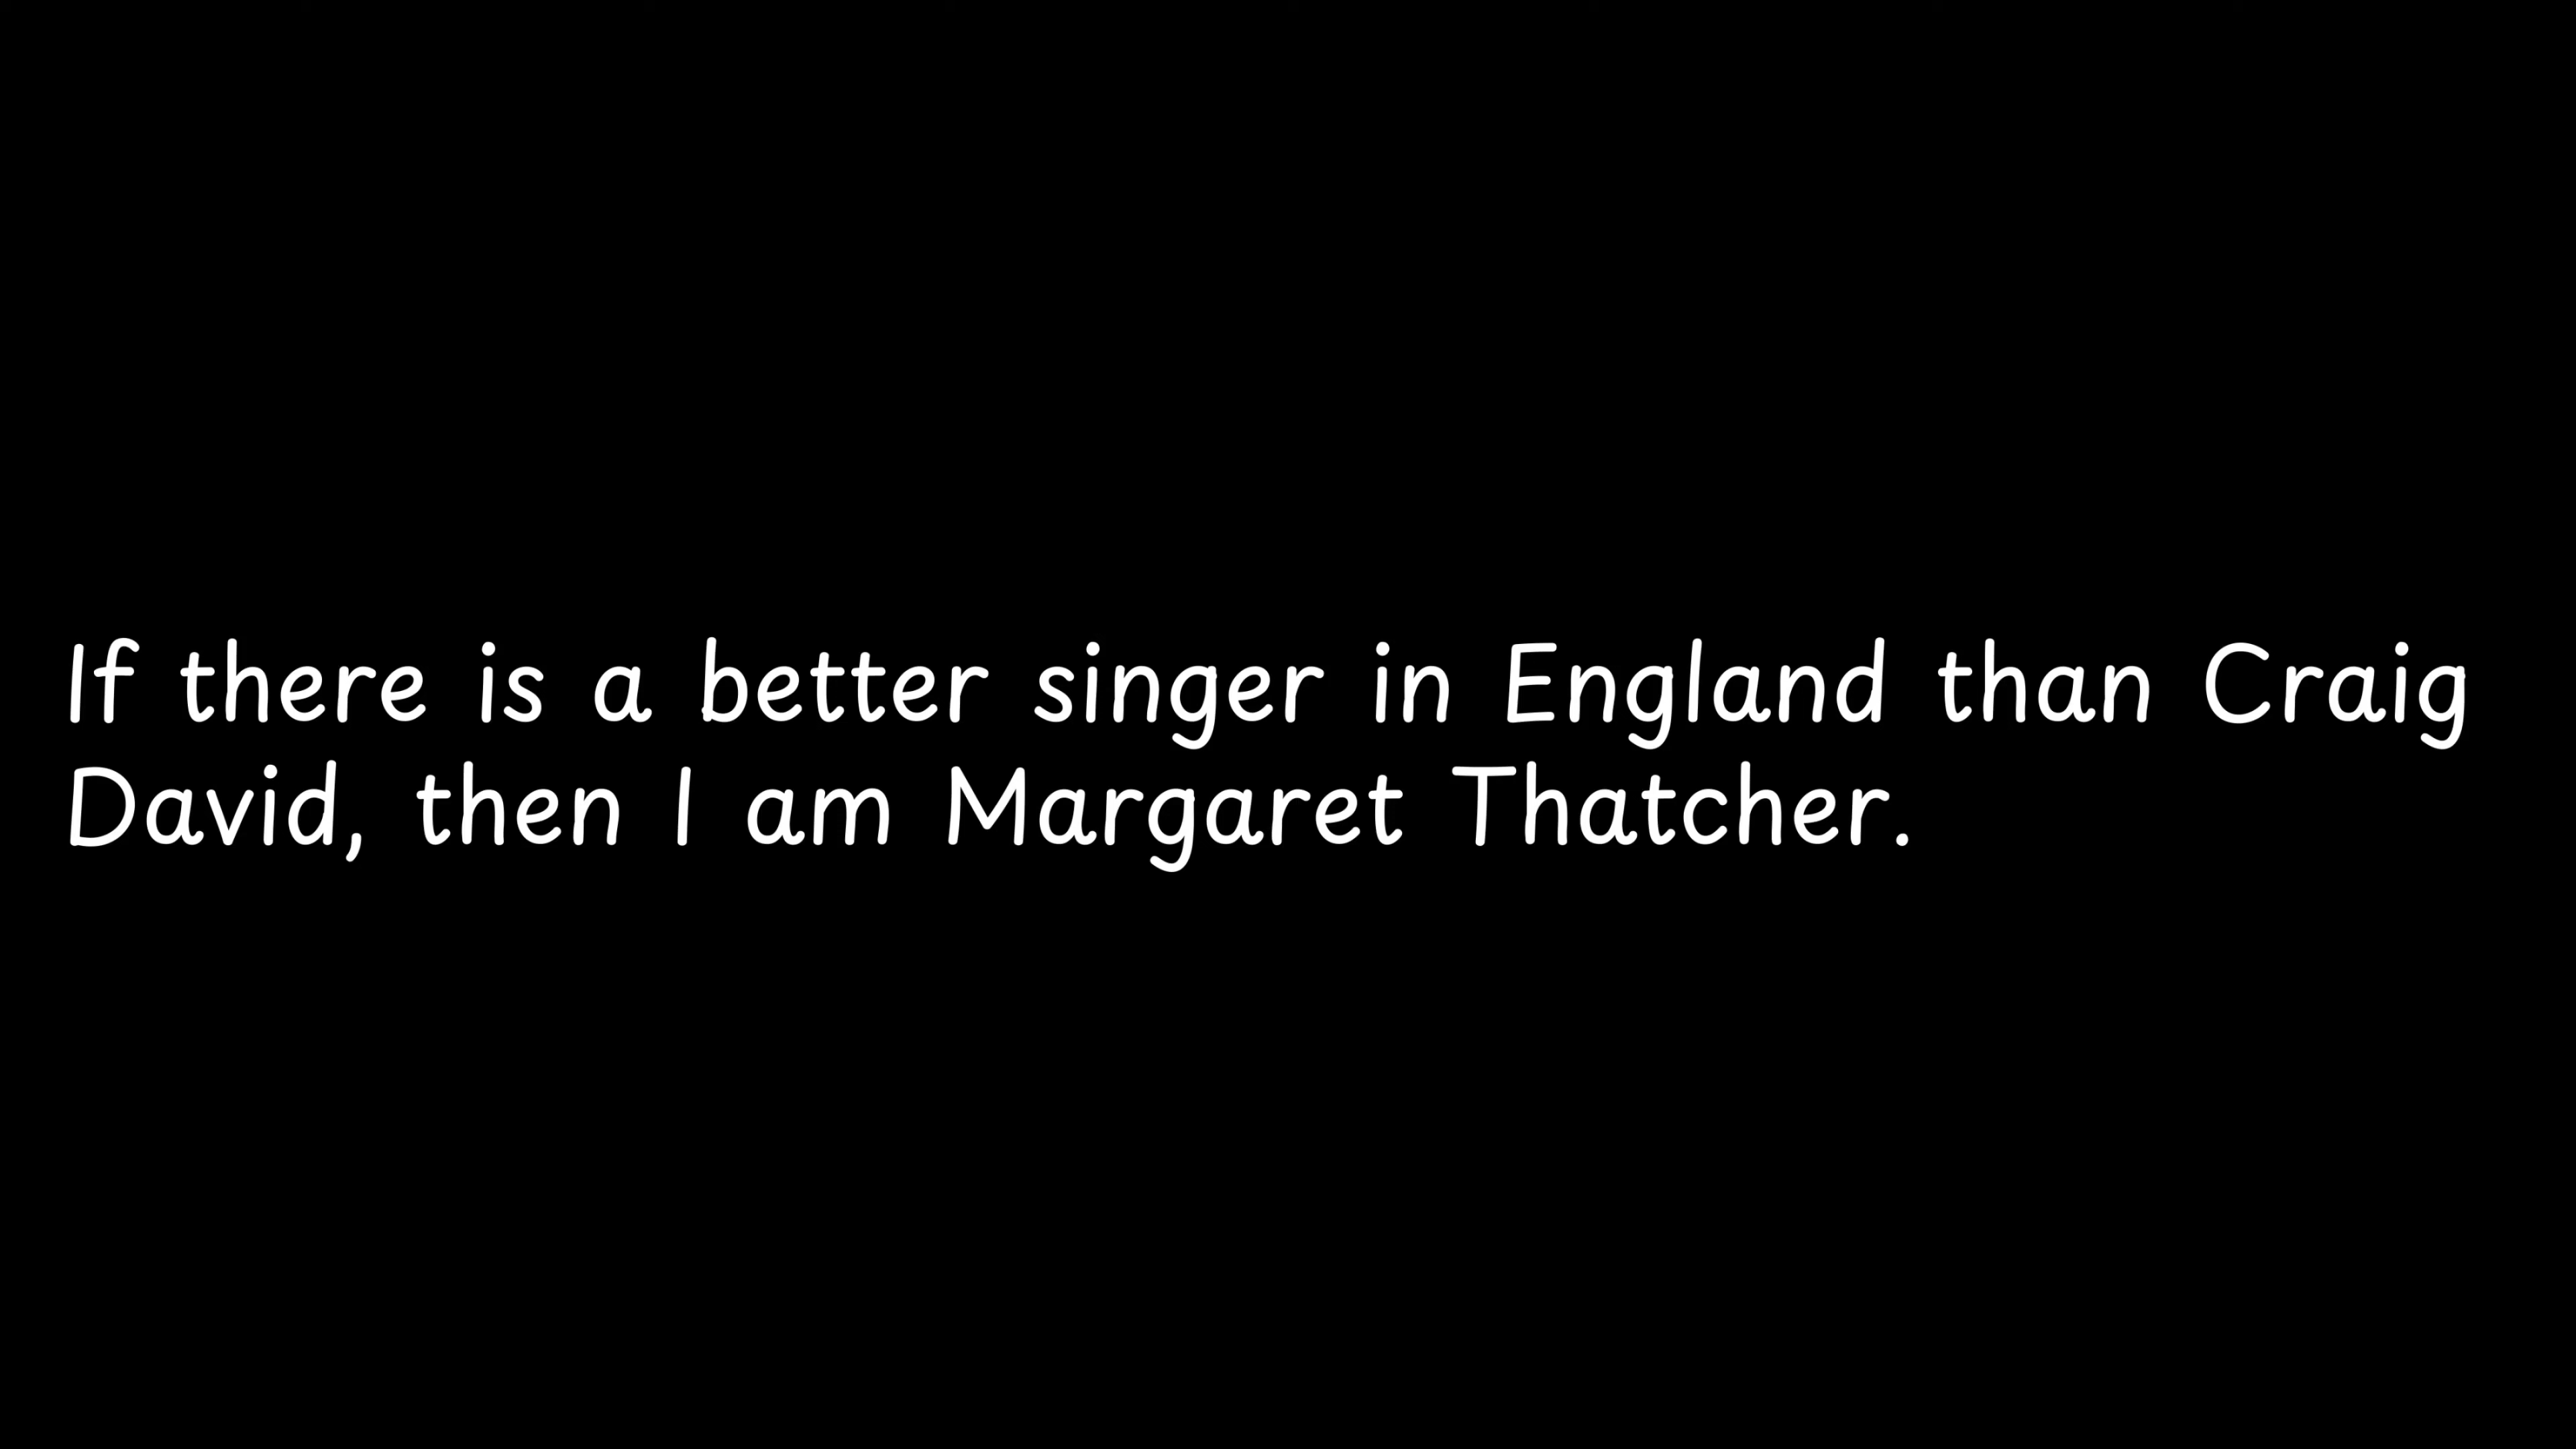 If there is a better singer in England than Craig
David, then I am Margaret Thatcher.